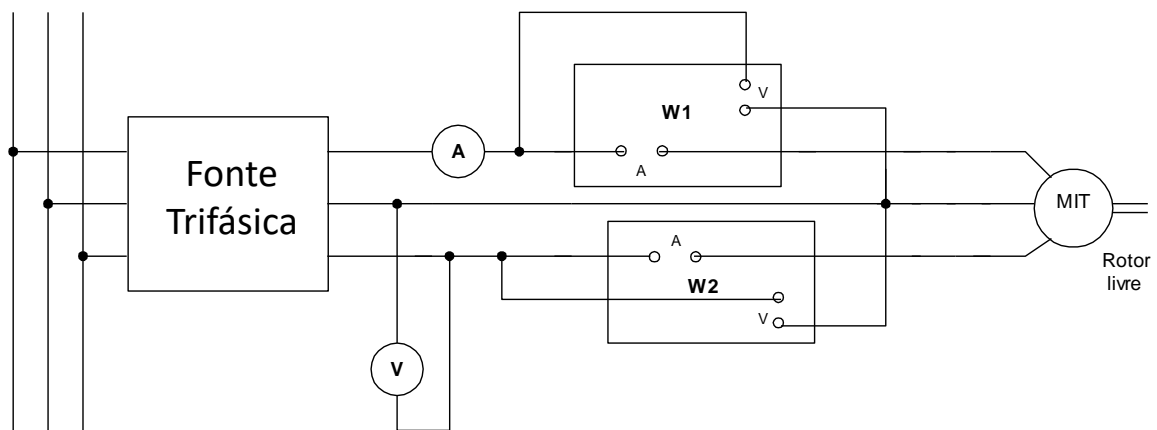 Fonte
Trifásica
A
V
W1
A
MIT
A
W2
V
Rotor
livre
V